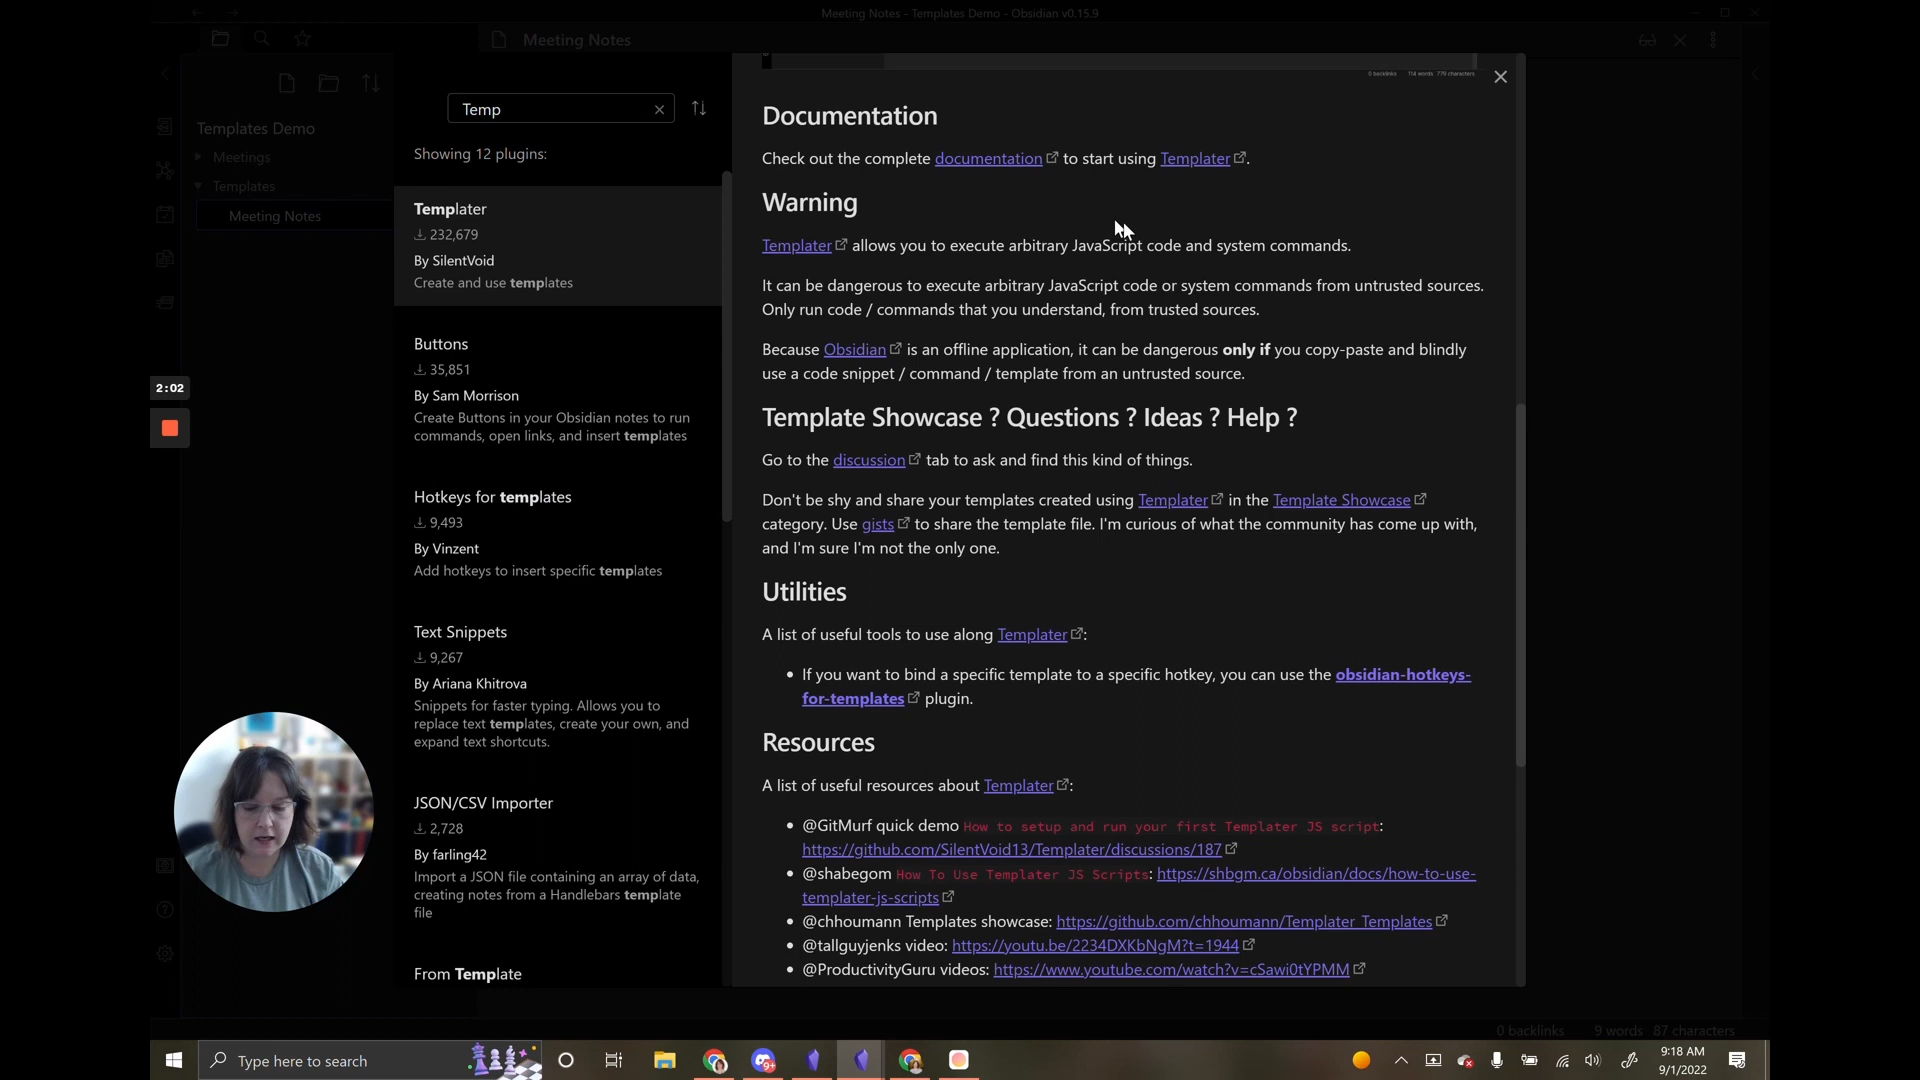 Meeting Notes - Templates Demo - Obsidian v0.15.9
Meeting Notes
Templates Demo
Meetings
Templates
Meeting Notes
2:02
Temp
Showing 12 plugins:
Templater
232,679
By SilentVoid
Create and use templates
Buttons
35,851
By Sam Morrison
Create Buttons in your Obsidian notes to run
commands, open links, and insert templates
Hotkeys for templates
9,493
By Vinzent
Add hotkeys to insert specific templates
Text Snippets
9,267
By Ariana Khitrova
Snippets for faster typing. Allows you to
replace text templates, create your own, and
expand text shortcuts.
JSON/CSV Importer
2,728
By farling42
Import a JSON file containing an array of data,
creating notes from a Handlebars template
file
From Template
0 backlinks 114 words 779 characters
Documentation
Check out the complete documentation to start using Templater.
Warning
Templater allows you to execute arbitrary JavaScript code and system commands.
It can be dangerous to execute arbitrary JavaScript code or system commands from untrusted sources.
Only run code / commands that you understand, from trusted sources.
Because Obsidian is an offline application, it can be dangerous only if you copy-paste and blindly
use a code snippet / command / template from an untrusted source.
Template Showcase ? Questions ? Ideas ? Help ?
Go to the discussion tab to ask and find this kind of things.
Don't be shy and share your templates created using Templater in the Template Showcase
category. Use gists to share the template file. I'm curious of what the community has come up with,
and I'm sure I'm not the only one.
Utilities
A list of useful tools to use along Templater:
• If you want to bind a specific template to a specific hotkey, you can use the obsidian-hotkeys-
for-templates plugin.
Resources
A list of useful resources about Templater:
• @GitMurf quick demo How to setup and run your first Templater JS script:
https://github.com/SilentVoid13/Templater/discussions/187
• @shabegom How To Use Templater JS Scripts: https://shbgm.ca/obsidian/docs/how-to-use-
templater-js-scripts
• @chhoumann Templates showcase: https://github.com/chhoumann/Templater_Templates
• @tallguyjenks video: https://youtu.be/2234DXKbNgM?t=1944
• @ProductivityGuru videos: https://www.youtube.com/watch?v=cSawi0tYPMM
0 backlinks 9 words 87 characters
Type here to search
9+
9:18 AM
9/1/2022